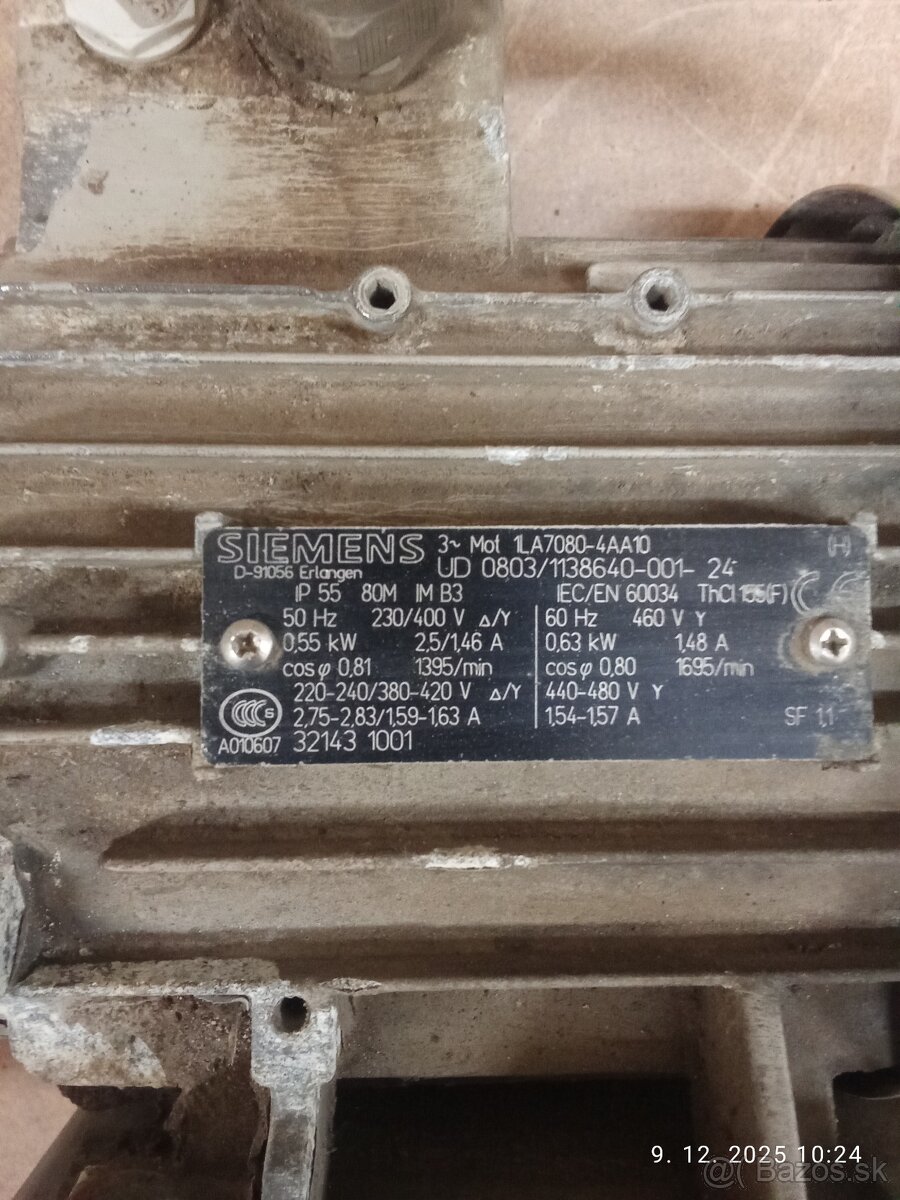 SIEMENS 3~ Mot 1LA7080-4AA10 (H)
D-91056 Erlangen UD 0803/1138640-001- 24
IP 55 80M IM B3 IEC/EN 60034 ThCl 155(F) CE
50 Hz 230/400 V Δ/Y 60 Hz 460 V Y
0,55 kW 2,5/1,46 A 0,63 kW 1,48 A
cos φ 0,81 1395/min cos φ 0,80 1695/min
220-240/380-420 V Δ/Y 440-480 V Y
2,75-2,83/1,59-1,63 A 1,54-1,57 A SF 1,1
CCC S
A010607 32143 1001
9. 12. 2025 10:24
@Bazos.sk